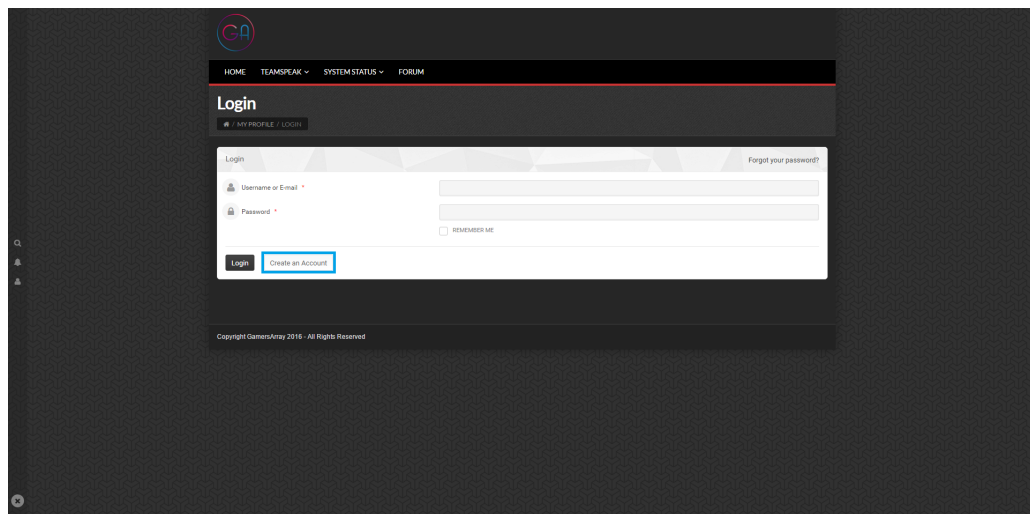 GA
HOME TEAMSPEAK SYSTEM STATUS FORUM
Login
/ MY PROFILE / LOGIN
Login Forgot your password?
Username or E-mail *
Password *
REMEMBER ME
Login Create an Account
Copyright GamersArray 2016 - All Rights Reserved